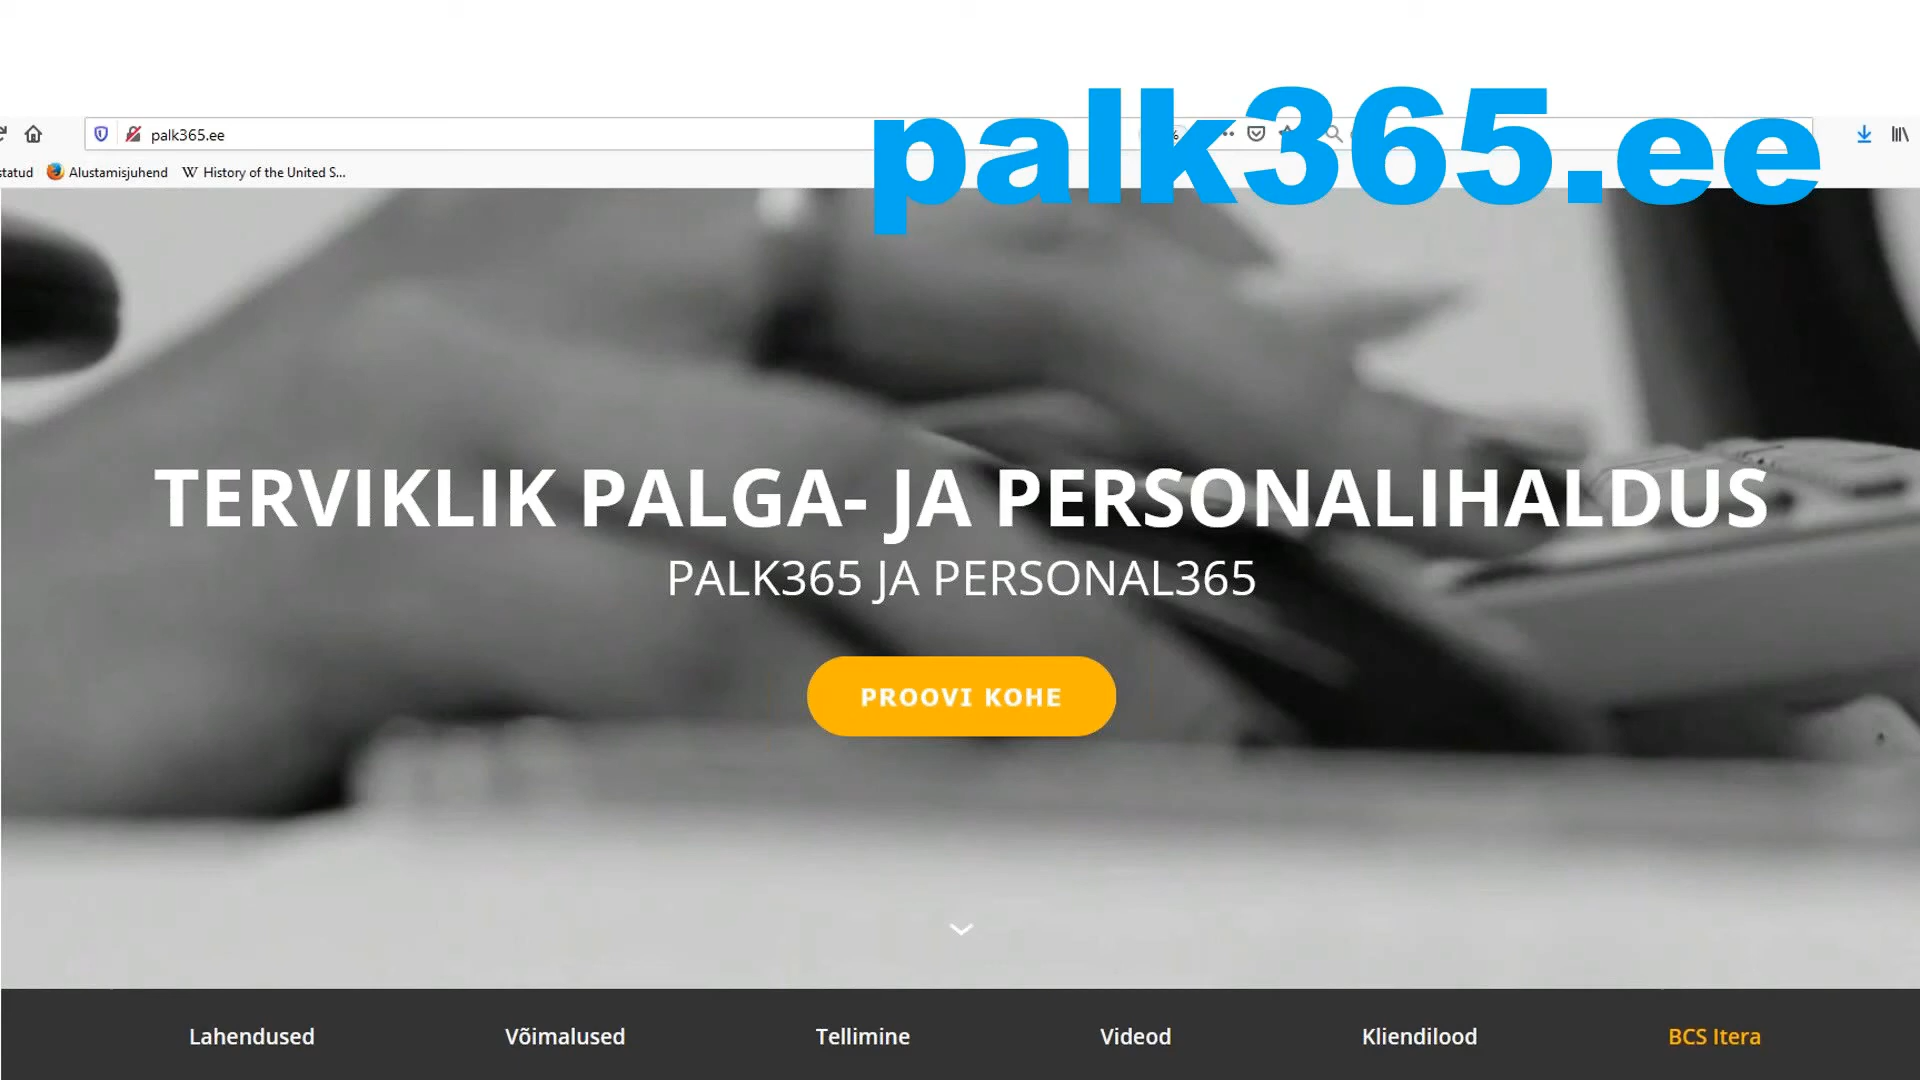 palk365.ee
palk365.ee
statud Alustamisjuhend W History of the United S...
TERVIKLIK PALGA- JA PERSONALIHALDUS
PALK365 JA PERSONAL365
PROOVI KOHE
Lahendused Võimalused Tellimine Videod Kliendilood BCS Itera